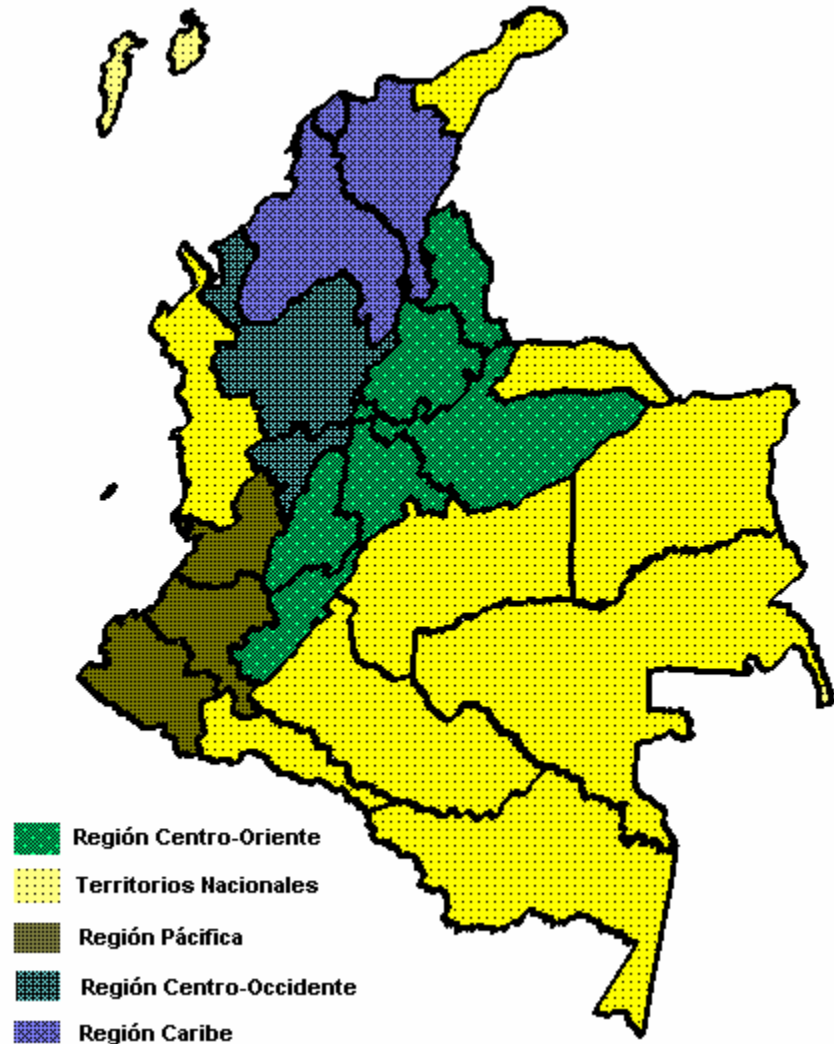 Región Centro-Oriente
Territorios Nacionales
Región Pácifica
Región Centro-Occidente
Región Caribe